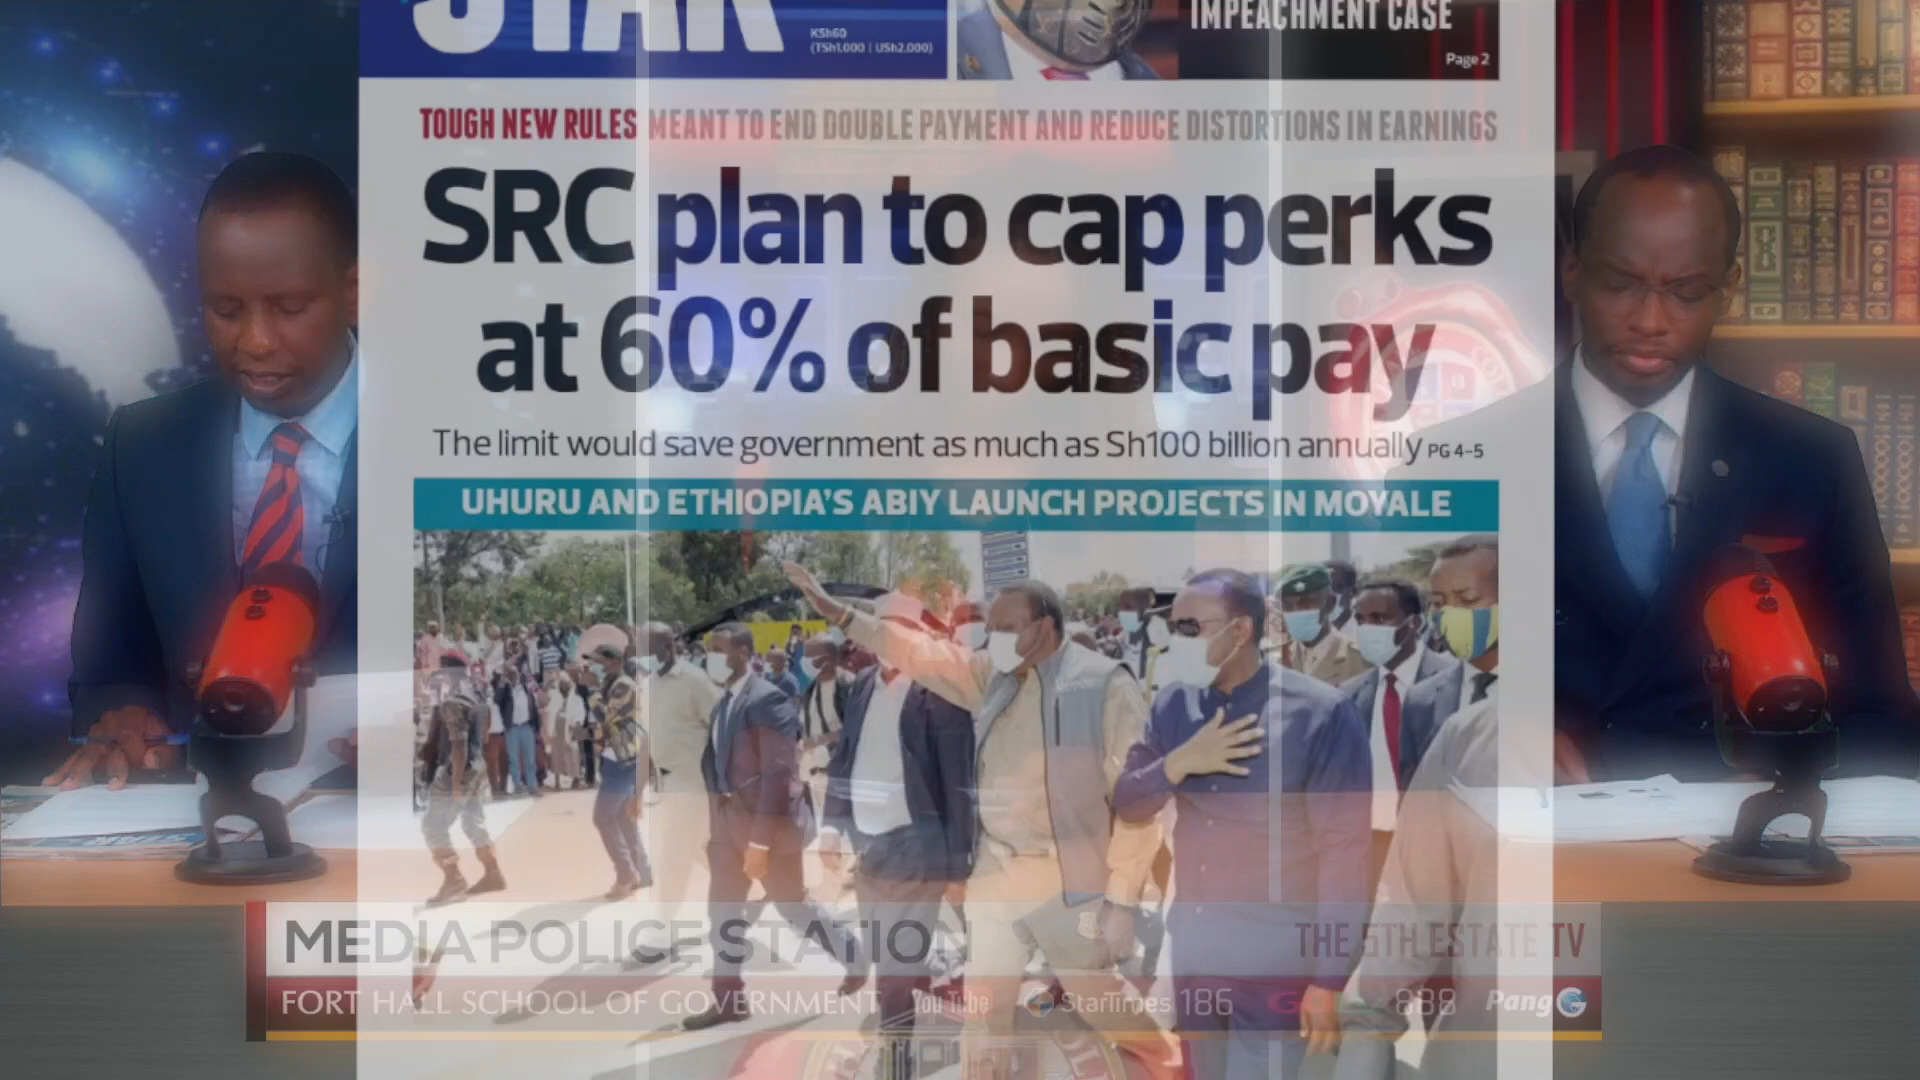 STAR
KSh60
(TSh1,000 | USh2,000)
IMPEACHMENT CASE
Page 2
TOUGH NEW RULES MEANT TO END DOUBLE PAYMENT AND REDUCE DISTORTIONS IN EARNINGS
SRC plan to cap perks
at 60% of basic pay
The limit would save government as much as Sh100 billion annually PG 4-5
UHURU AND ETHIOPIA'S ABIY LAUNCH PROJECTS IN MOYALE
MEDIA POLICE STATION
THE 5TH ESTATE TV
FORT HALL SCHOOL OF GOVERNMENT YouTube StarTimes 186 GOtv 888 PangG